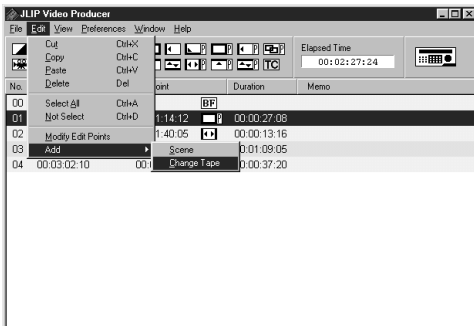 JLIP Video Producer
File Edit View Preferences Window Help
Cut Ctrl+X
Copy Ctrl+C
Paste Ctrl+V
Delete Del
Select All Ctrl+A
Not Select Ctrl+D
Modify Edit Points
Add
Scene
Change Tape
P P P
P P P TC
Elapsed Time
00:02:27:24
No. oint Duration Memo
00 BF
01 1:14:12 P 00:00:27:08
02 1:40:05 00:00:13:16
03 0:01:09:05
04 00:03:02:10 00: 0:00:37:20